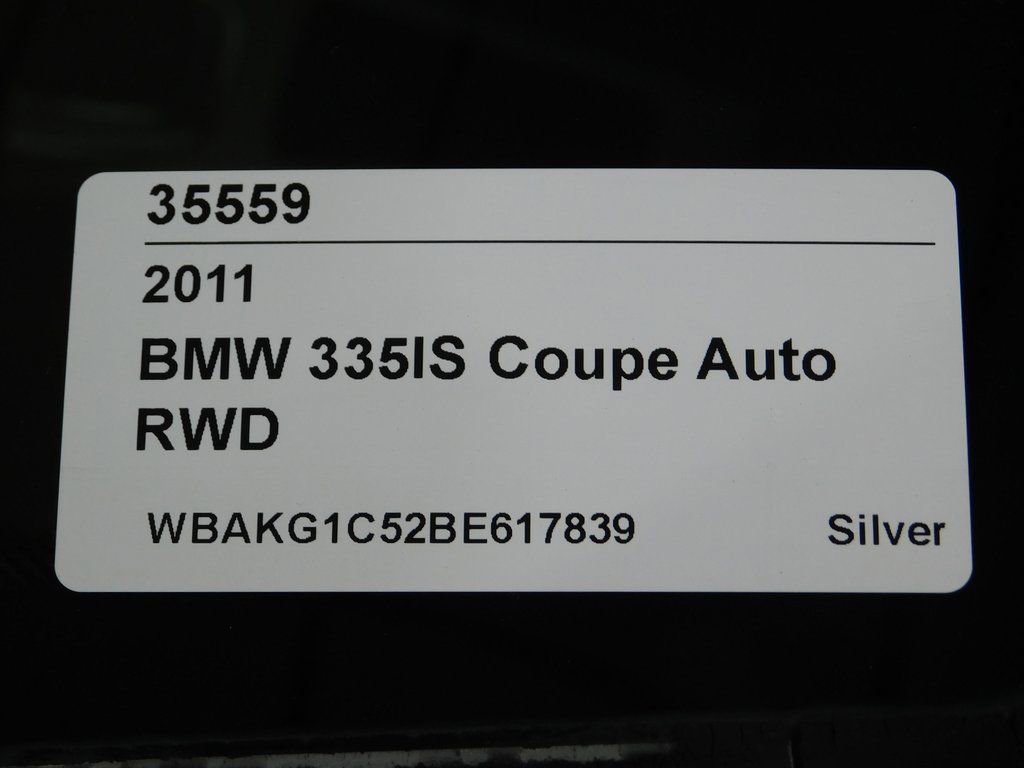 35559
2011
BMW 335IS Coupe Auto
RWD
WBAKG1C52BE617839 Silver